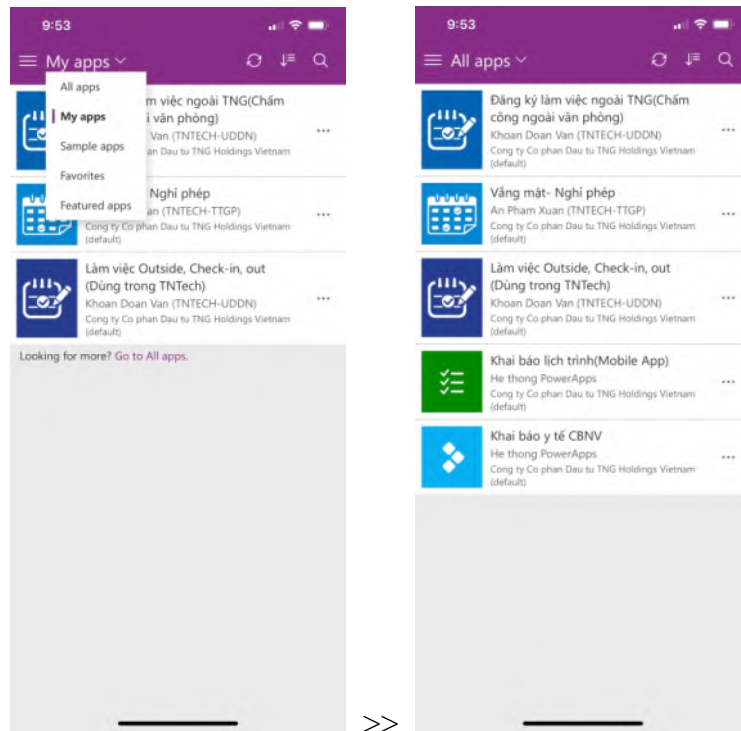 9:53
My apps
All apps
My apps
Sample apps
Favorites
Featured apps
m việc ngoài TNG(Chấm
i văn phòng)
Van (TNTECH-UDDN)
an Dau tu TNG Holdings Vietnam
Nghỉ phép
an (TNTECH-TTGP)
Cong ty Co phan Dau tu TNG Holdings Vietnam
(default)
Làm việc Outside, Check-in, out
(Dùng trong TNTech)
Khoan Doan Van (TNTECH-UDDN)
Cong ty Co phan Dau tu TNG Holdings Vietnam
(default)
Looking for more? Go to All apps.
>>
9:53
All apps
Đăng ký làm việc ngoài TNG(Chấm
công ngoài văn phòng)
Khoan Doan Van (TNTECH-UDDN)
Cong ty Co phan Dau tu TNG Holdings Vietnam
(default)
Vắng mặt- Nghỉ phép
An Pham Xuan (TNTECH-TTGP)
Cong ty Co phan Dau tu TNG Holdings Vietnam
(default)
Làm việc Outside, Check-in, out
(Dùng trong TNTech)
Khoan Doan Van (TNTECH-UDDN)
Cong ty Co phan Dau tu TNG Holdings Vietnam
(default)
Khai báo lịch trình(Mobile App)
He thong PowerApps
Cong ty Co phan Dau tu TNG Holdings Vietnam
(default)
Khai báo y tế CBNV
He thong PowerApps
Cong ty Co phan Dau tu TNG Holdings Vietnam
(default)